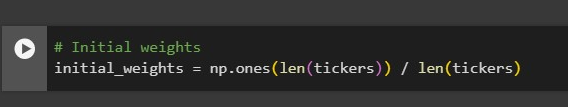 # Initial weights
initial_weights = np.ones(len(tickers)) / len(tickers)